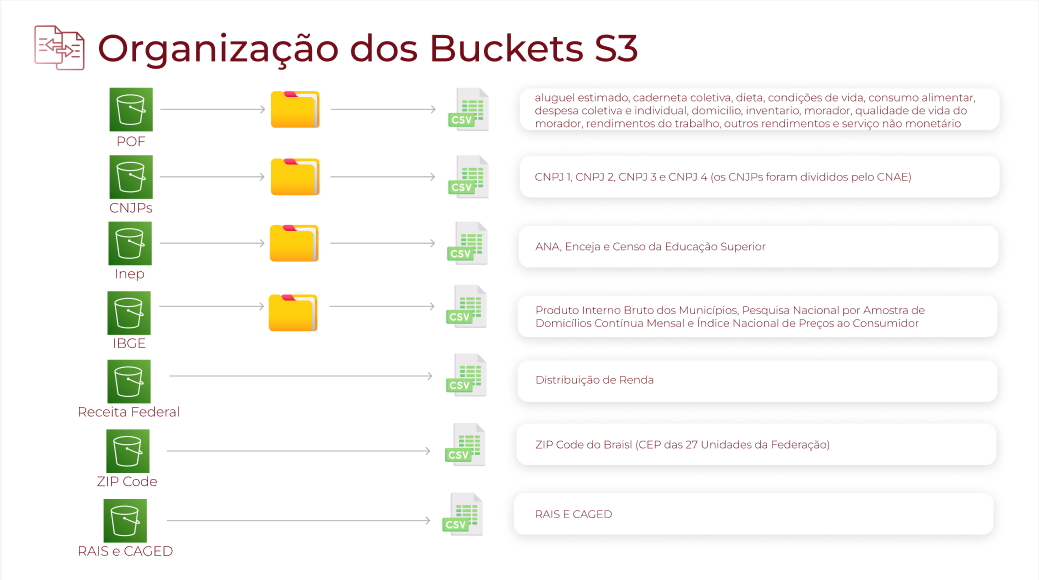 Organização dos Buckets S3
POF
CSV
aluguel estimado, caderneta coletiva, dieta, condições de vida, consumo alimentar,
despesa coletiva e individual, domicilio, inventario, morador, qualidade de vida do
morador, rendimentos do trabalho, outros rendimentos e serviço não monetário
CNJPs
CSV
CNPJ 1, CNPJ 2, CNPJ 3 e CNPJ 4 (os CNJPs foram divididos pelo CNAE)
Inep
CSV
ANA, Enceja e Censo da Educação Superior
IBGE
CSV
Produto Interno Bruto dos Municípios, Pesquisa Nacional por Amostra de
Domicílios Contínua Mensal e Índice Nacional de Preços ao Consumidor
Receita Federal
CSV
Distribuição de Renda
ZIP Code
CSV
ZIP Code do Braisl (CEP das 27 Unidades da Federação)
RAIS e CAGED
CSV
RAIS E CAGED